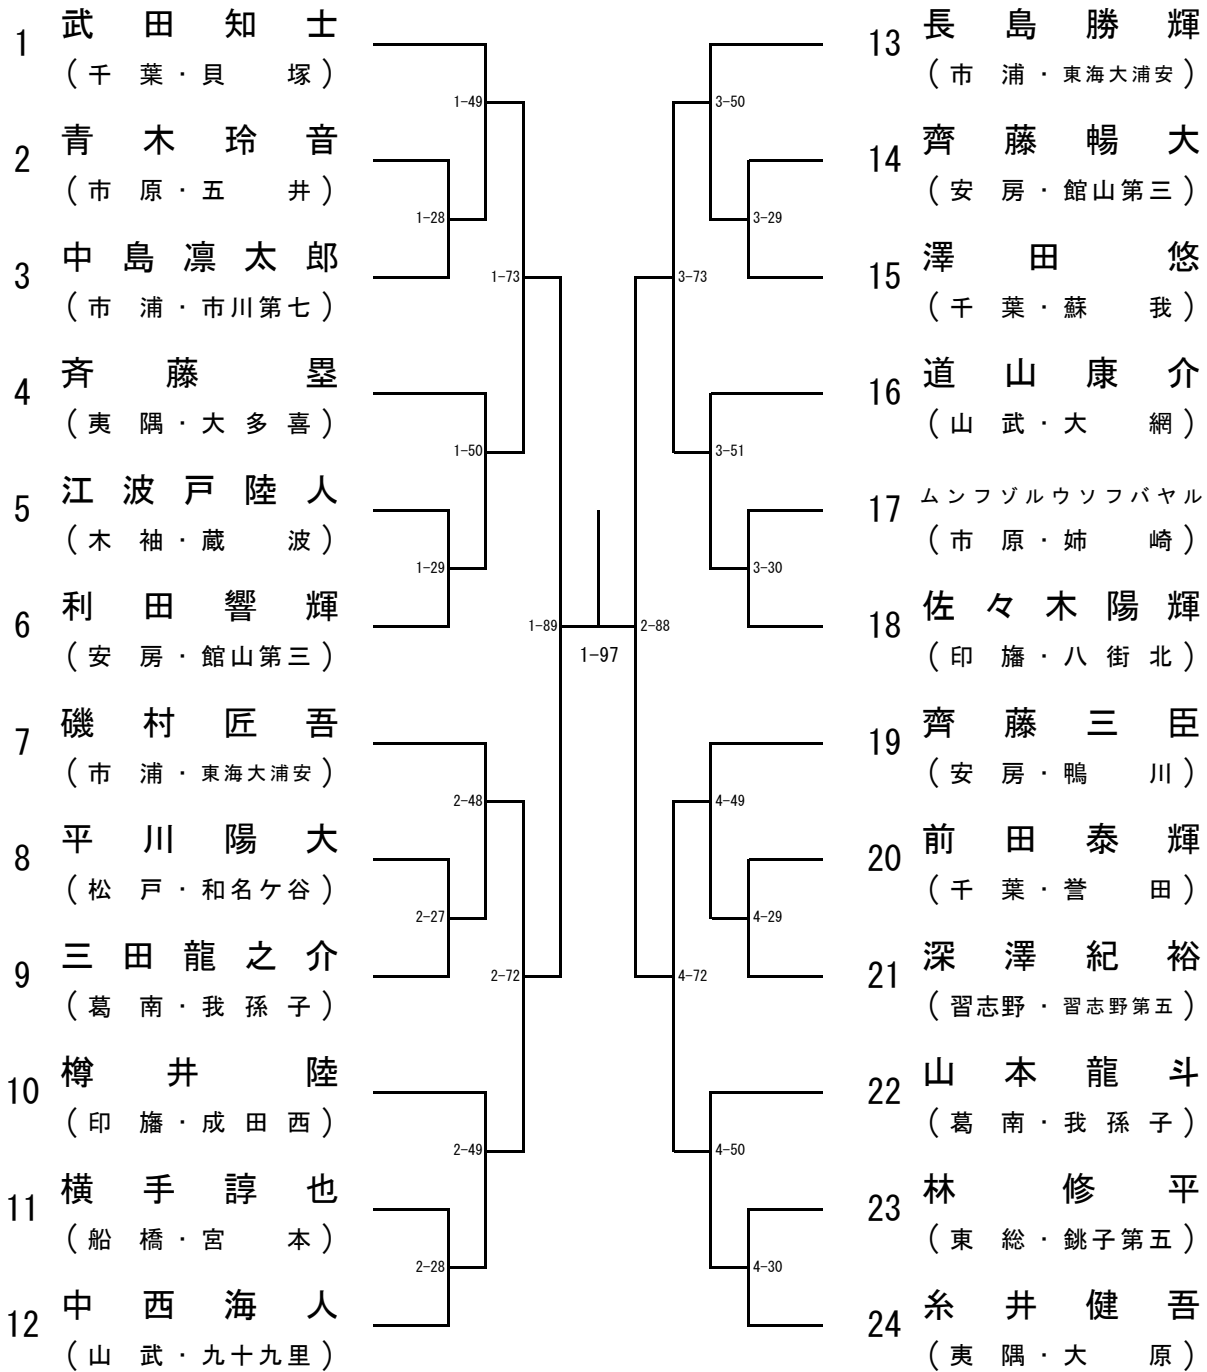 1 武田知士
（千葉・貝塚）
2 青木玲音
（市原・五井）
3 中島凛太郎
（市浦・市川第七）
4 斉藤塁
（夷隅・大多喜）
5 江波戸陸人
（木袖・蔵波）
6 利田響輝
（安房・館山第三）
7 磯村匠吾
（市浦・東海大浦安）
8 平川陽大
（松戸・和名ケ谷）
9 三田龍之介
（葛南・我孫子）
10 樽井陸
（印旛・成田西）
11 横手諄也
（船橋・宮本）
12 中西海人
（山武・九十九里）
1-49
1-28
1-73
1-50
1-29
1-89
2-48
2-27
2-72
2-49
2-28
1-97
3-50
3-29
3-73
3-51
3-30
2-88
4-49
4-29
4-72
4-50
4-30
13 長島勝輝
（市浦・東海大浦安）
14 齊藤暢大
（安房・館山第三）
15 澤田悠
（千葉・蘇我）
16 道山康介
（山武・大網）
17 ムンフゾルウソフバヤル
（市原・姉崎）
18 佐々木陽輝
（印旛・八街北）
19 齊藤三臣
（安房・鴨川）
20 前田泰輝
（千葉・誉田）
21 深澤紀裕
（習志野・習志野第五）
22 山本龍斗
（葛南・我孫子）
23 林修平
（東総・銚子第五）
24 糸井健吾
（夷隅・大原）